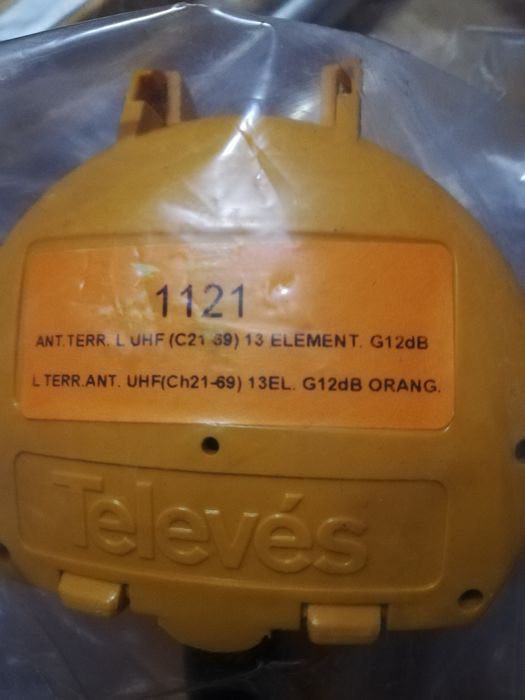 1121
ANT.TERR. L UHF (C21-69) 13 ELEMENT. G12dB
L TERR.ANT. UHF(Ch21-69) 13EL. G12dB ORANG.
Televés